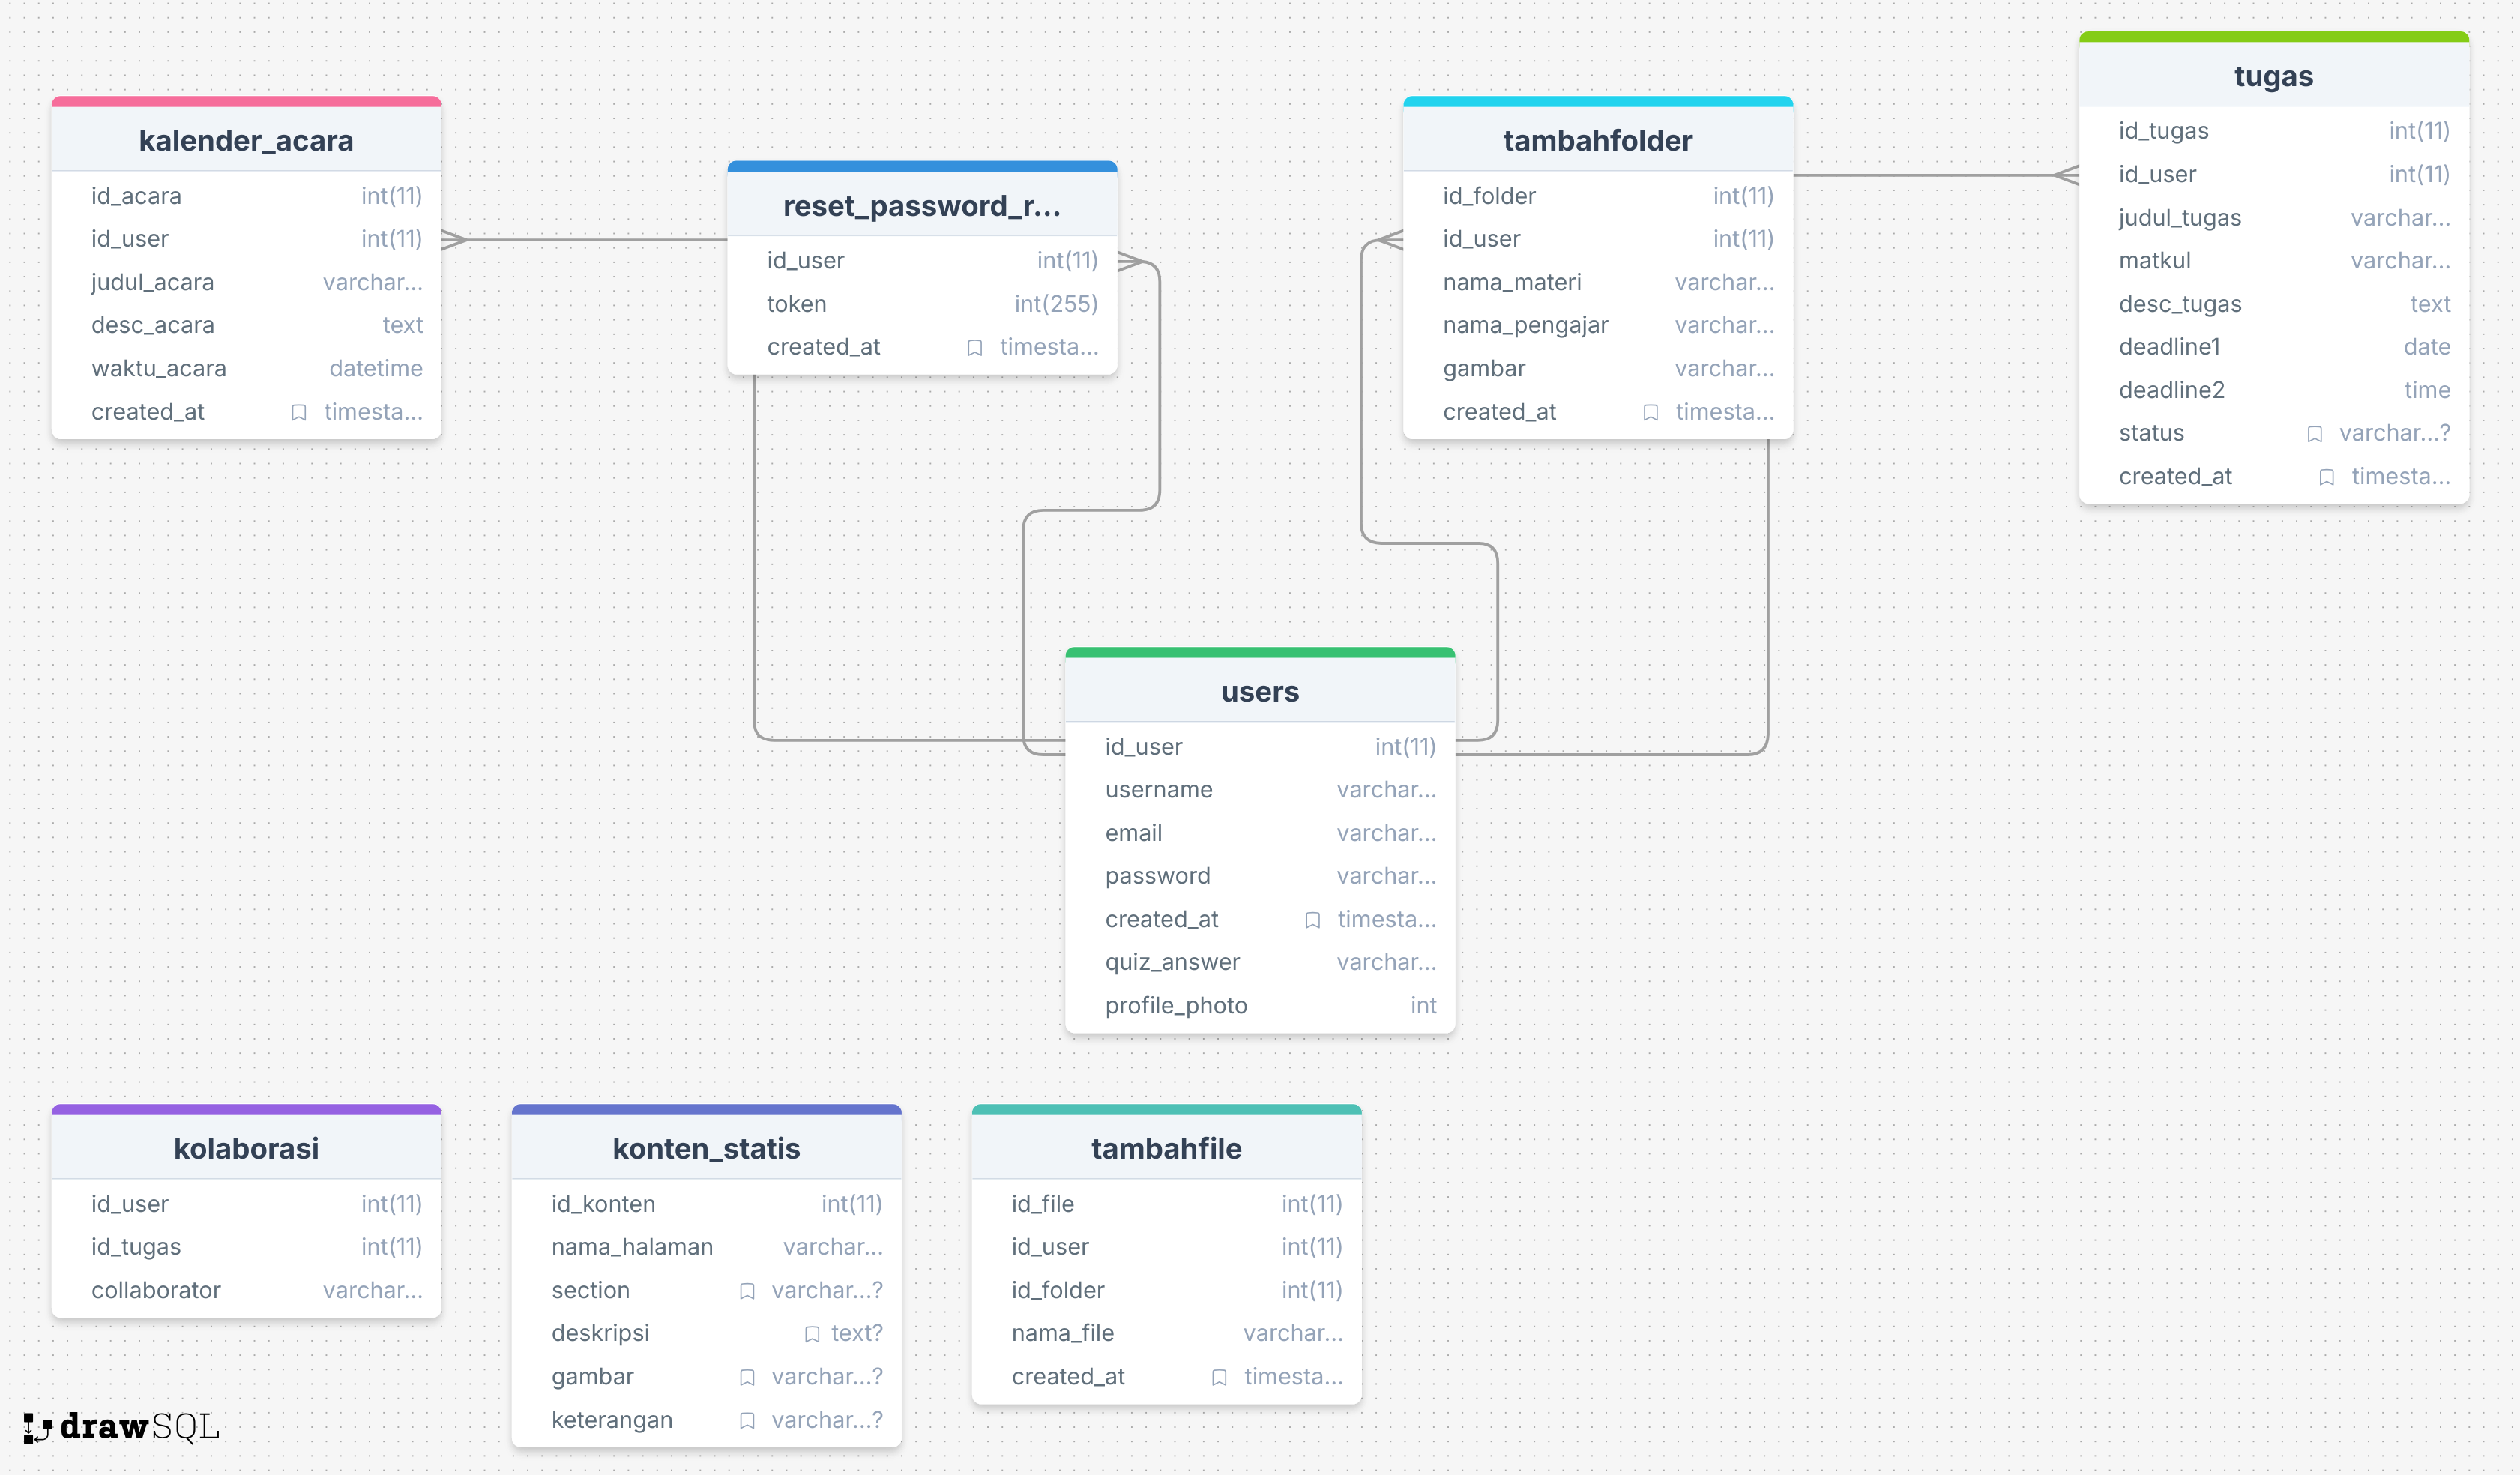 kalender_acara
id_acara int(11)
id_user int(11)
judul_acara varchar...
desc_acara text
waktu_acara datetime
created_at timesta...
reset_password_r...
id_user int(11)
token int(255)
created_at timesta...
tambahfolder
id_folder int(11)
id_user int(11)
nama_materi varchar...
nama_pengajar varchar...
gambar varchar...
created_at timesta...
tugas
id_tugas int(11)
id_user int(11)
judul_tugas varchar...
matkul varchar...
desc_tugas text
deadline1 date
deadline2 time
status varchar...?
created_at timesta...
users
id_user int(11)
username varchar...
email varchar...
password varchar...
created_at timesta...
quiz_answer varchar...
profile_photo int
kolaborasi
id_user int(11)
id_tugas int(11)
collaborator varchar...
konten_statis
id_konten int(11)
nama_halaman varchar...
section varchar...?
deskripsi text?
gambar varchar...?
keterangan varchar...?
tambahfile
id_file int(11)
id_user int(11)
id_folder int(11)
nama_file varchar...
created_at timesta...
drawSQL